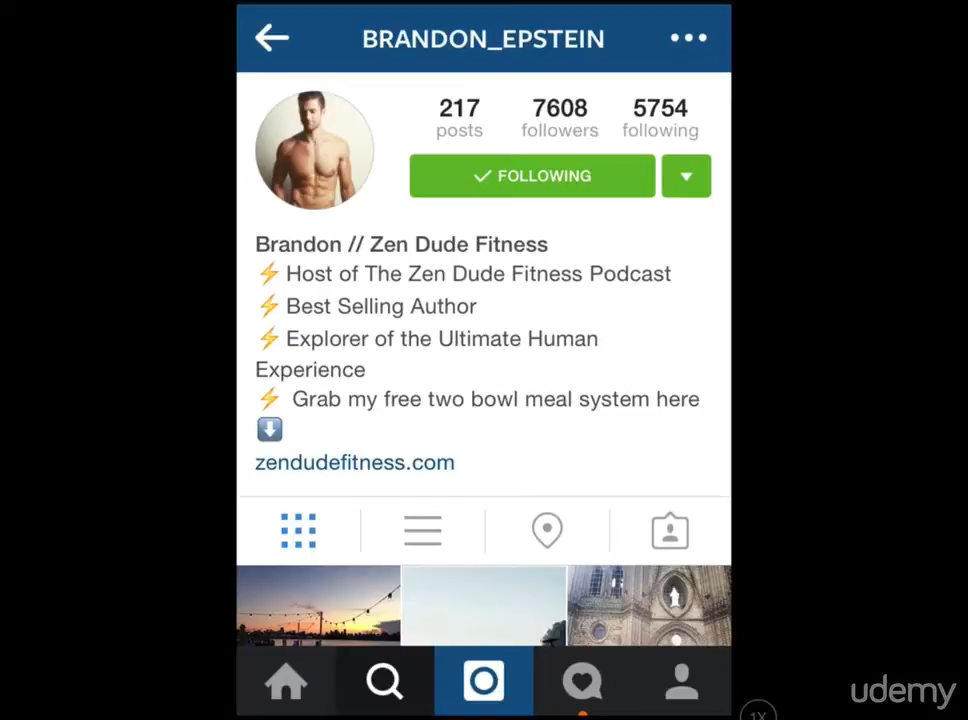 BRANDON_EPSTEIN
217 7608 5754
posts followers following
FOLLOWING
Brandon // Zen Dude Fitness
⚡ Host of The Zen Dude Fitness Podcast
⚡ Best Selling Author
⚡ Explorer of the Ultimate Human
Experience
⚡ Grab my free two bowl meal system here
⬇
zendudefitness.com
udemy
1X